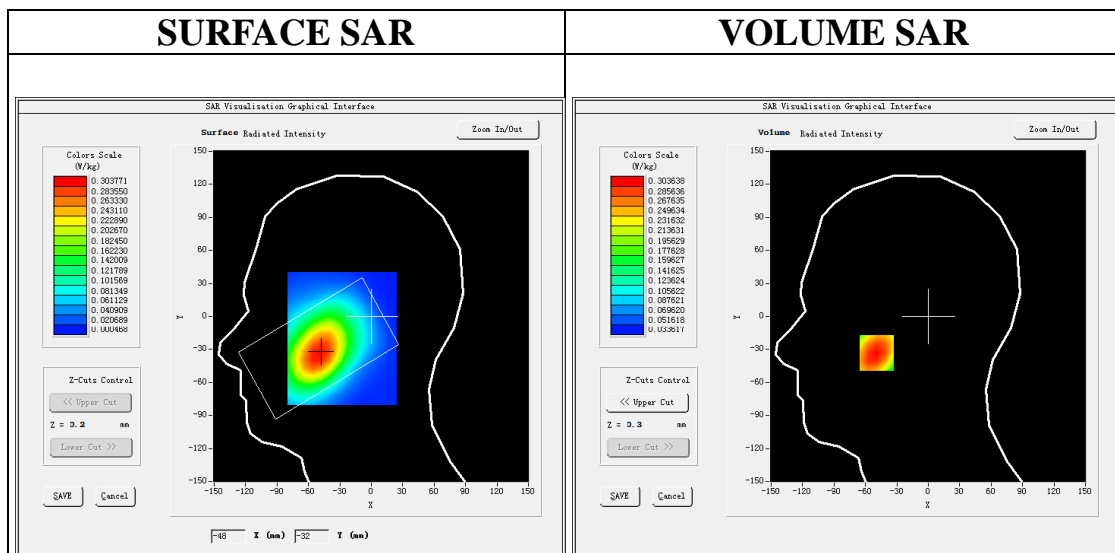 SURFACE SAR
VOLUME SAR
SAR Visualisation Graphical Interface
Surface Radiated Intensity
Zoom In/Out
Colors Scale
(W/kg)
0.303771
0.283550
0.263330
0.243110
0.222890
0.202670
0.182450
0.162230
0.142009
0.121789
0.101569
0.081349
0.061129
0.040909
0.020689
0.000468
Z-Cuts Control
<< Upper Cut
Z = 0.2 mm
Lower Cut >>
SAVE
Cancel
150
120
90
60
30
0
-30
-60
-90
-120
-150
Y
-150 -120 -90 -60 -30 0 30 60 90 120 150
X
-48 X (mm) -32 Y (mm)
SAR Visualisation Graphical Interface
Volume Radiated Intensity
Zoom In/Out
Colors Scale
(W/kg)
0.303638
0.285636
0.267635
0.249634
0.231632
0.213631
0.195629
0.177628
0.159627
0.141625
0.123624
0.105622
0.087621
0.069620
0.051618
0.033617
Z-Cuts Control
<< Upper Cut
Z = 0.3 mm
Lower Cut >>
SAVE
Cancel
150
120
90
60
30
0
-30
-60
-90
-120
-150
Y
-150 -120 -90 -60 -30 0 30 60 90 120 150
X